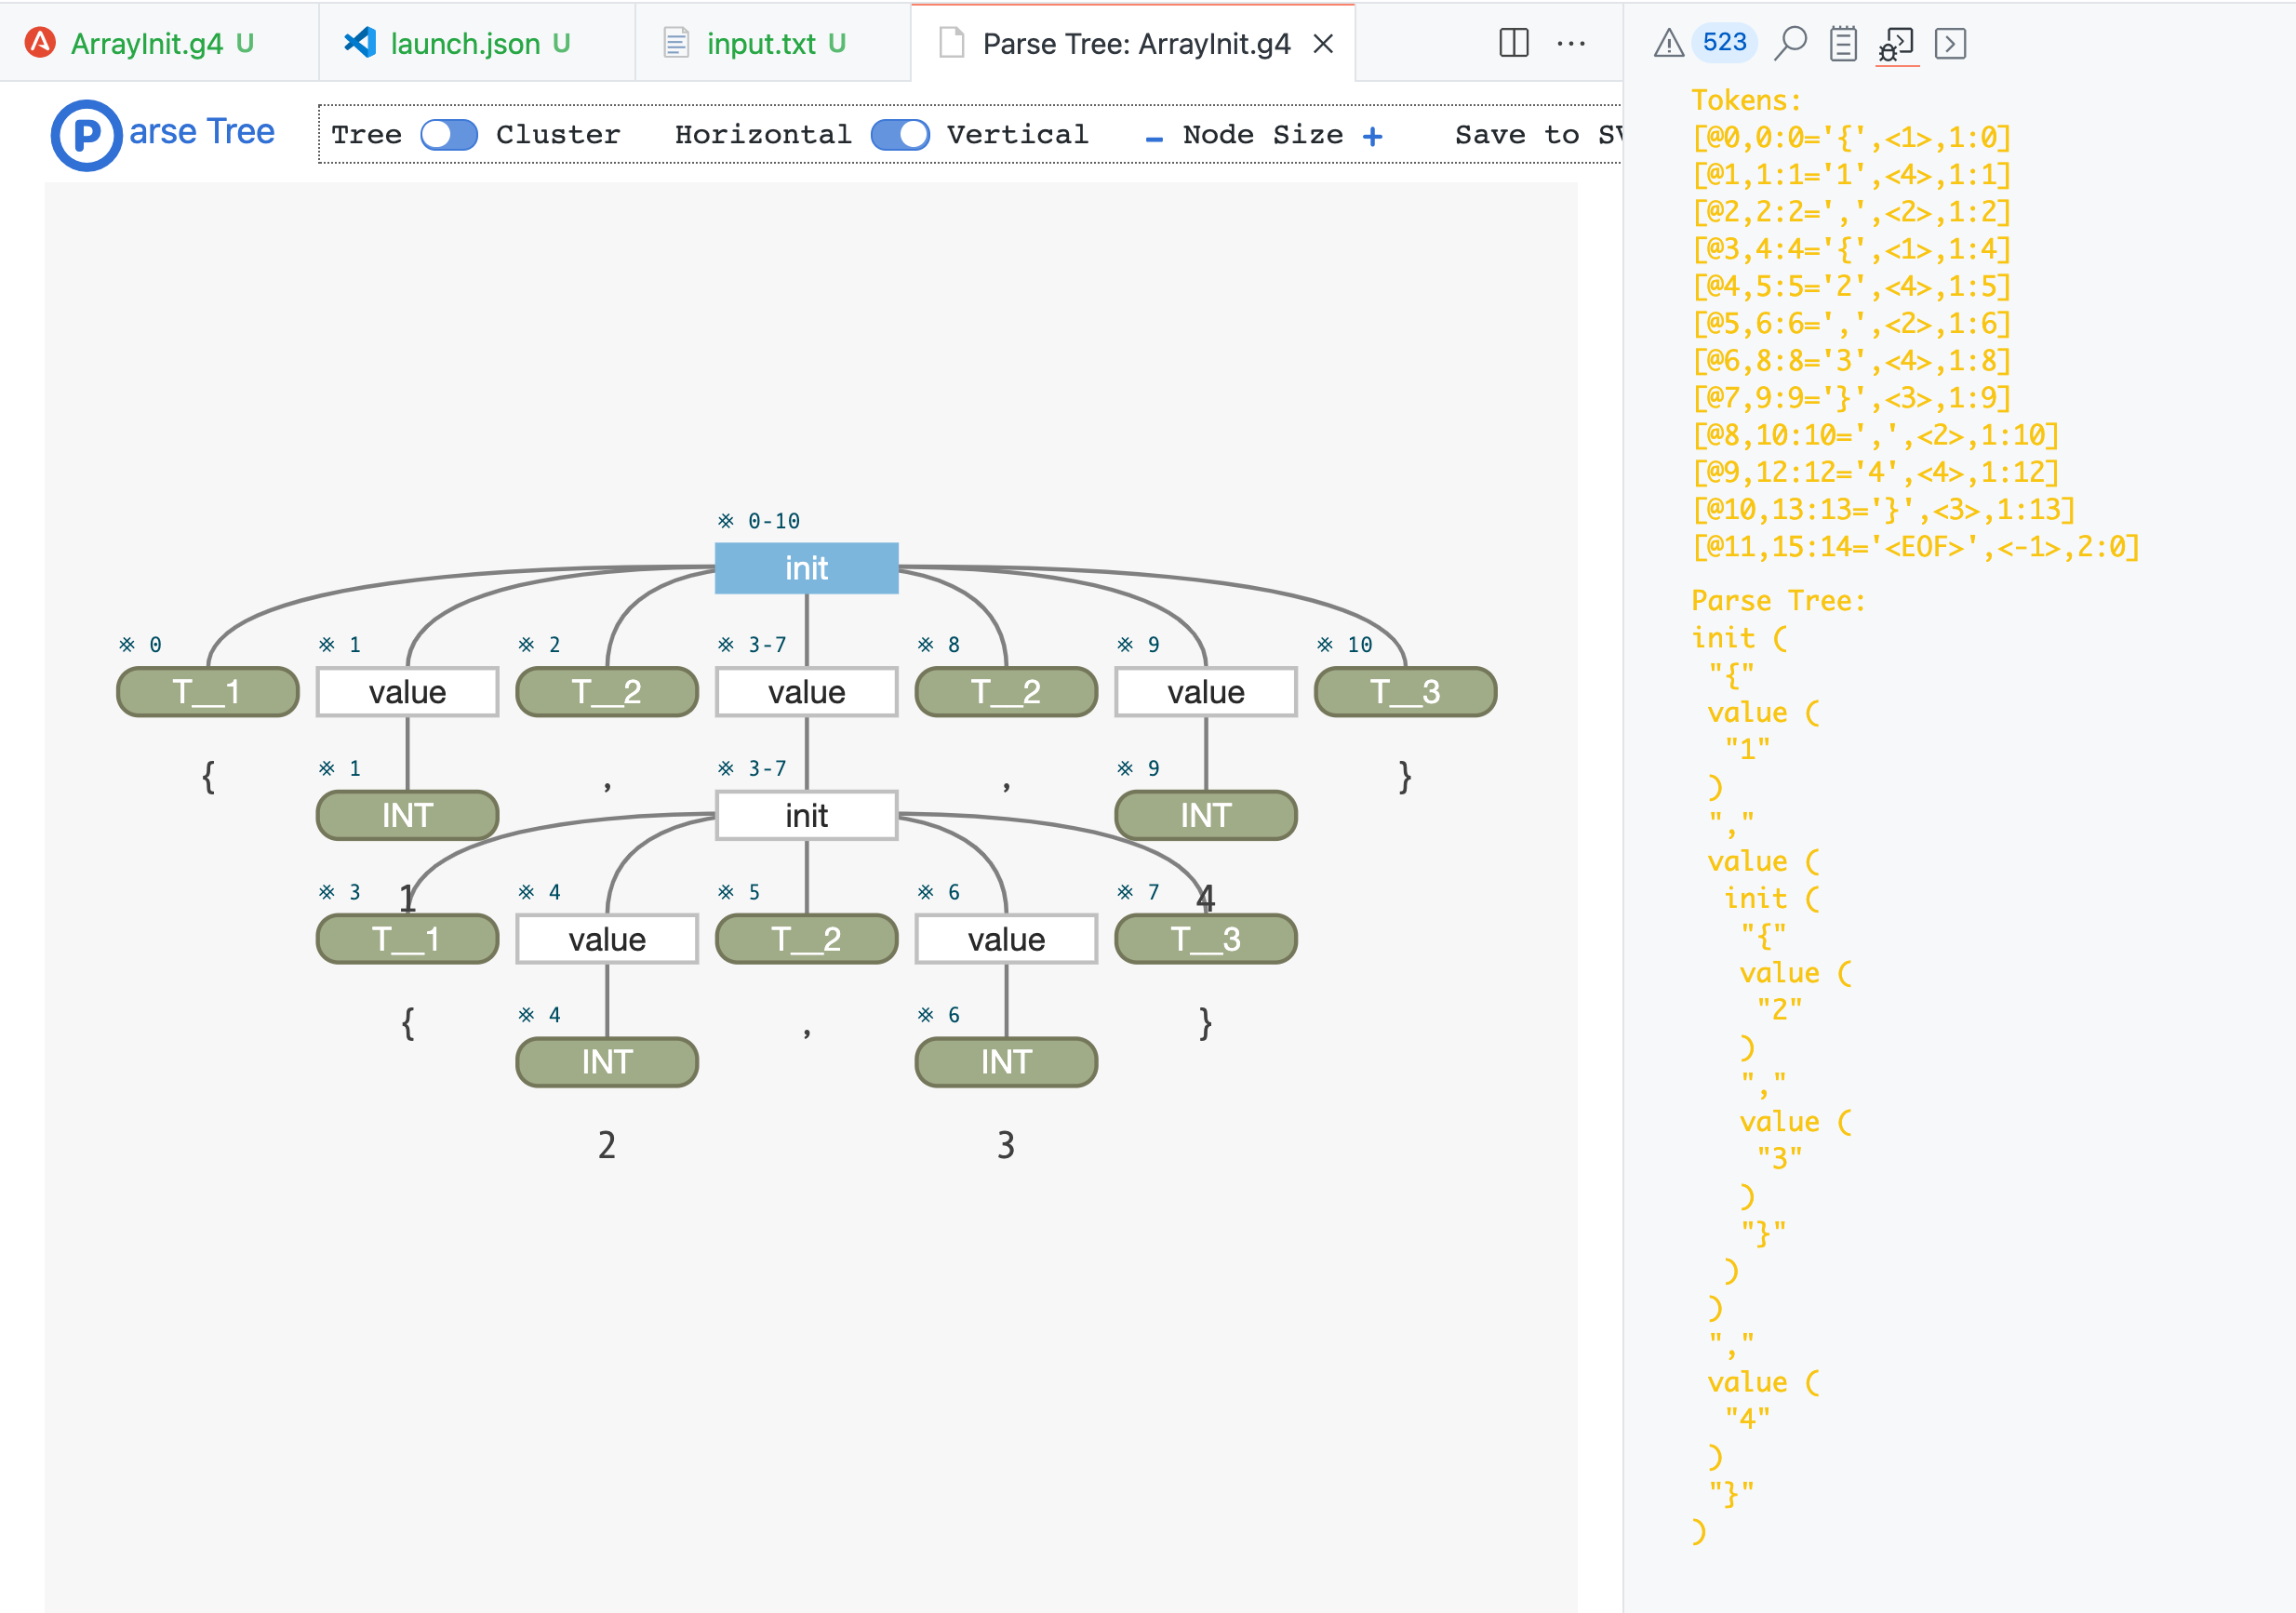 ArrayInit.g4 U launch.json U input.txt U Parse Tree: ArrayInit.g4
523
P arse Tree Tree Cluster Horizontal Vertical - Node Size + Save to SV
※ 0-10
init
※ 0 ※ 1 ※ 2 ※ 3-7 ※ 8 ※ 9 ※ 10
T__1 value T__2 value T__2 value T__3
{ ※ 1 , ※ 3-7 , ※ 9 }
INT init INT
※ 3 1 ※ 4 ※ 5 ※ 6 ※ 7 4
T__1 value T__2 value T__3
{ ※ 4 , ※ 6 }
INT INT
2 3
Tokens:
[@0,0:0='{',<1>,1:0]
[@1,1:1='1',<4>,1:1]
[@2,2:2=',',<2>,1:2]
[@3,4:4='{',<1>,1:4]
[@4,5:5='2',<4>,1:5]
[@5,6:6=',',<2>,1:6]
[@6,8:8='3',<4>,1:8]
[@7,9:9='}',<3>,1:9]
[@8,10:10=',',<2>,1:10]
[@9,12:12='4',<4>,1:12]
[@10,13:13='}',<3>,1:13]
[@11,15:14='<EOF>',<-1>,2:0]
Parse Tree:
init (
"{"
value (
"1"
)
","
value (
init (
"{"
value (
"2"
)
","
value (
"3"
)
"}"
)
)
","
value (
"4"
)
"}"
)